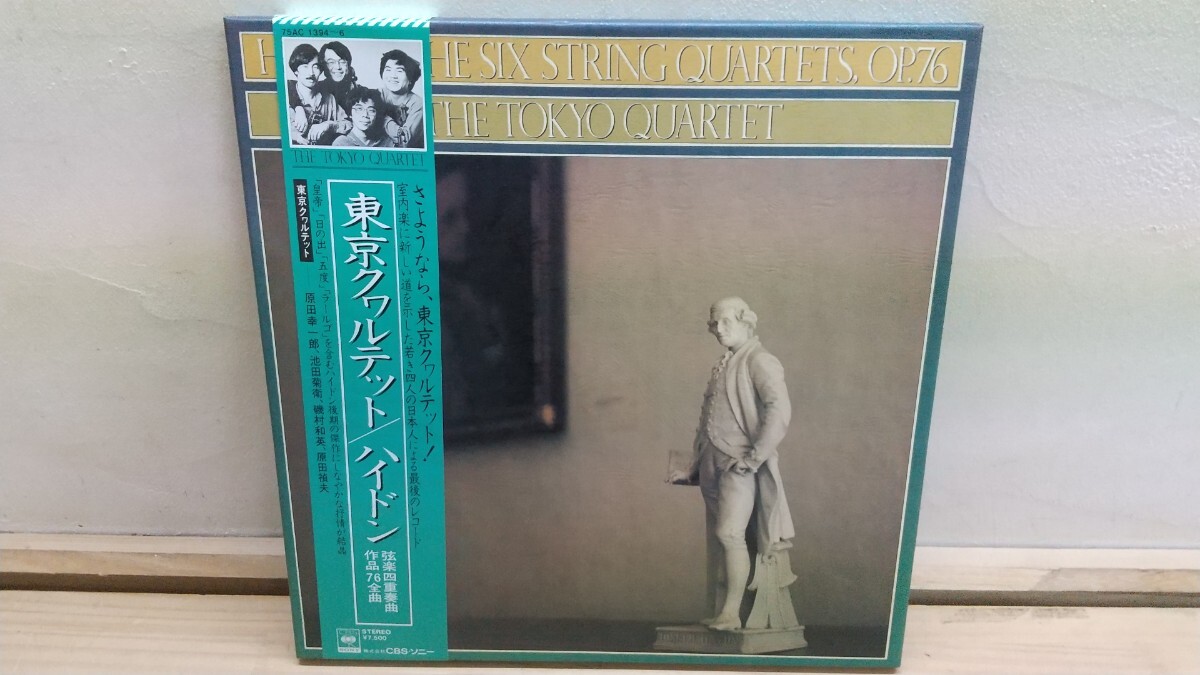 75AC 1394~6
THE SIX STRING QUARTETS, OP.76
THE TOKYO QUARTET
THE TOKYO QUARTET
さようなら、東京クヮルテット!
室内楽に新しい道を示した若き四人の日本人による最後のレコード
東京クヮルテット/ハイドン
弦楽四重奏曲
作品76全曲
「皇帝」「日の出」「五度」「ラールゴ」を含むハイドン後期の傑作にしなやかな抒情が結晶
東京クヮルテット
原田幸一郎、池田菊衛、磯村和英、原田禎夫
STEREO
¥7,500
株式会社 CBS・ソニー